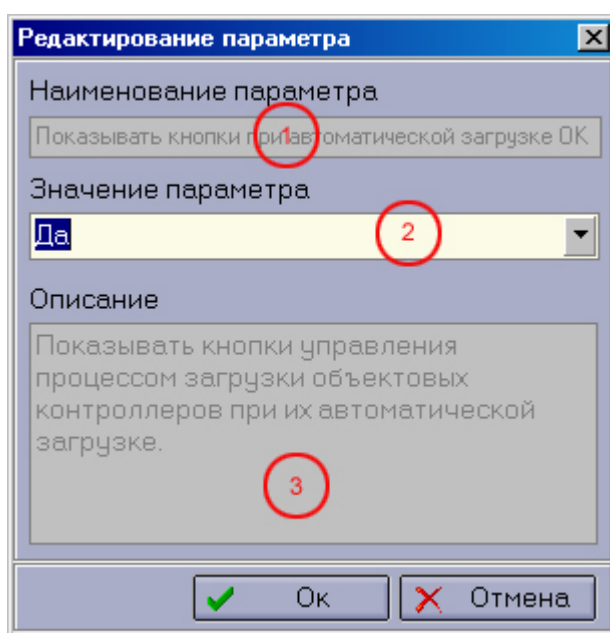 Редактирование параметра
Наименование параметра
Показывать кнопки при автоматической загрузке ОК
1
Значение параметра
Да
2
Описание
Показывать кнопки управления
процессом загрузки объектовых
контроллеров при их автоматической
загрузке.
3
Ок
Отмена